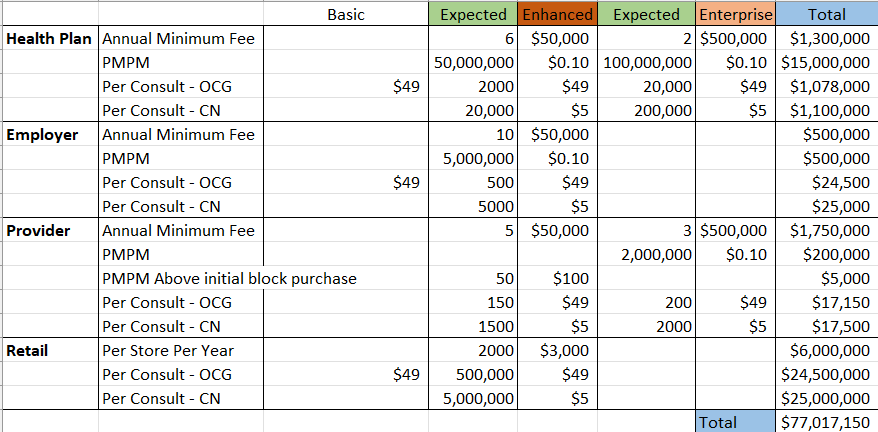 Basic Expected Enhanced Expected Enterprise Total
Health Plan Annual Minimum Fee 6 $50,000 2 $500,000 $1,300,000
PMPM 50,000,000 $0.10 100,000,000 $0.10 $15,000,000
Per Consult - OCG $49 2000 $49 20,000 $49 $1,078,000
Per Consult - CN 20,000 $5 200,000 $5 $1,100,000
Employer Annual Minimum Fee 10 $50,000 $500,000
PMPM 5,000,000 $0.10 $500,000
Per Consult - OCG $49 500 $49 $24,500
Per Consult - CN 5000 $5 $25,000
Provider Annual Minimum Fee 5 $50,000 3 $500,000 $1,750,000
PMPM 2,000,000 $0.10 $200,000
PMPM Above initial block purchase 50 $100 $5,000
Per Consult - OCG 150 $49 200 $49 $17,150
Per Consult - CN 1500 $5 2000 $5 $17,500
Retail Per Store Per Year 2000 $3,000 $6,000,000
Per Consult - OCG $49 500,000 $49 $24,500,000
Per Consult - CN 5,000,000 $5 $25,000,000
Total $77,017,150